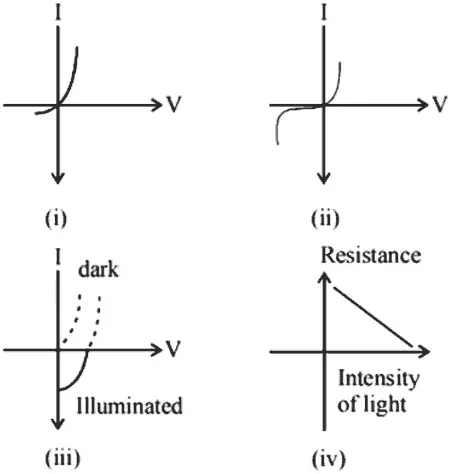 I
V
(i)
I
V
(ii)
I
dark
V
Illuminated
(iii)
Resistance
Intensity
of light
(iv)